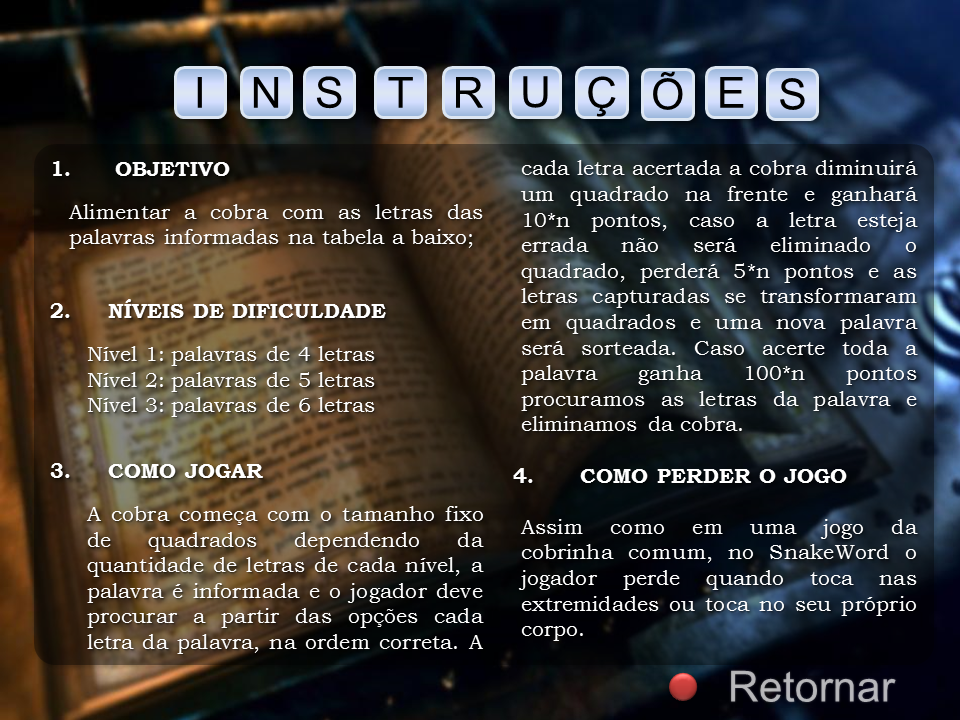 INSTRUÇÕES
1. OBJETIVO
Alimentar a cobra com as letras das
palavras informadas na tabela a baixo;
2. NÍVEIS DE DIFICULDADE
Nível 1: palavras de 4 letras
Nível 2: palavras de 5 letras
Nível 3: palavras de 6 letras
3. COMO JOGAR
A cobra começa com o tamanho fixo
de quadrados dependendo da
quantidade de letras de cada nível, a
palavra é informada e o jogador deve
procurar a partir das opções cada
letra da palavra, na ordem correta. A
cada letra acertada a cobra diminuirá
um quadrado na frente e ganhará
10*n pontos, caso a letra esteja
errada não será eliminado o
quadrado, perderá 5*n pontos e as
letras capturadas se transformaram
em quadrados e uma nova palavra
será sorteada. Caso acerte toda a
palavra ganha 100*n pontos
procuramos as letras da palavra e
eliminamos da cobra.
4. COMO PERDER O JOGO
Assim como em uma jogo da
cobrinha comum, no SnakeWord o
jogador perde quando toca nas
extremidades ou toca no seu próprio
corpo.
Retornar